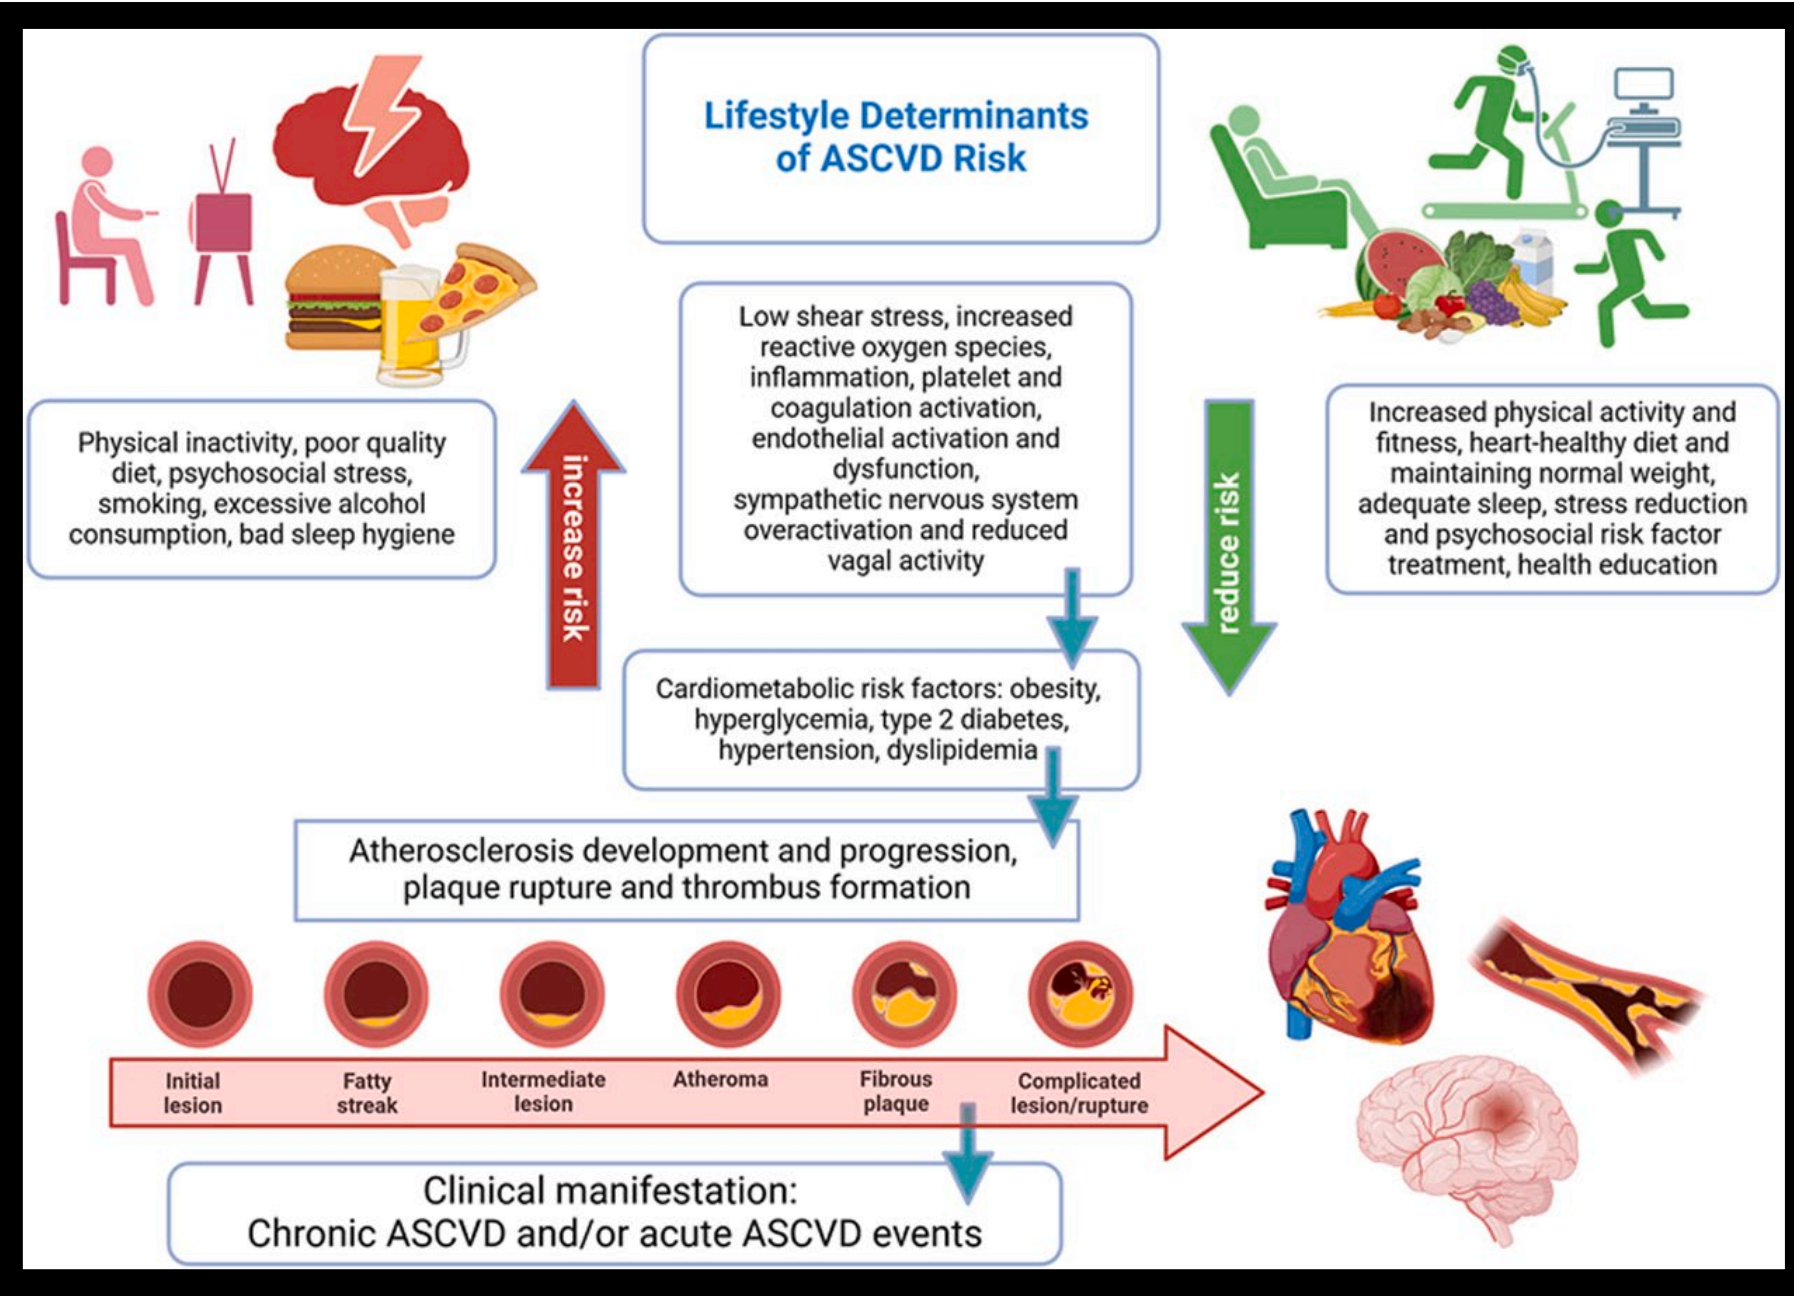 Lifestyle Determinants
of ASCVD Risk
Physical inactivity, poor quality
diet, psychosocial stress,
smoking, excessive alcohol
consumption, bad sleep hygiene
increase risk
Low shear stress, increased
reactive oxygen species,
inflammation, platelet and
coagulation activation,
endothelial activation and
dysfunction,
sympathetic nervous system
overactivation and reduced
vagal activity
reduce risk
Increased physical activity and
fitness, heart-healthy diet and
maintaining normal weight,
adequate sleep, stress reduction
and psychosocial risk factor
treatment, health education
Cardiometabolic risk factors: obesity,
hyperglycemia, type 2 diabetes,
hypertension, dyslipidemia
Atherosclerosis development and progression,
plaque rupture and thrombus formation
Initial
lesion
Fatty
streak
Intermediate
lesion
Atheroma
Fibrous
plaque
Complicated
lesion/rupture
Clinical manifestation:
Chronic ASCVD and/or acute ASCVD events